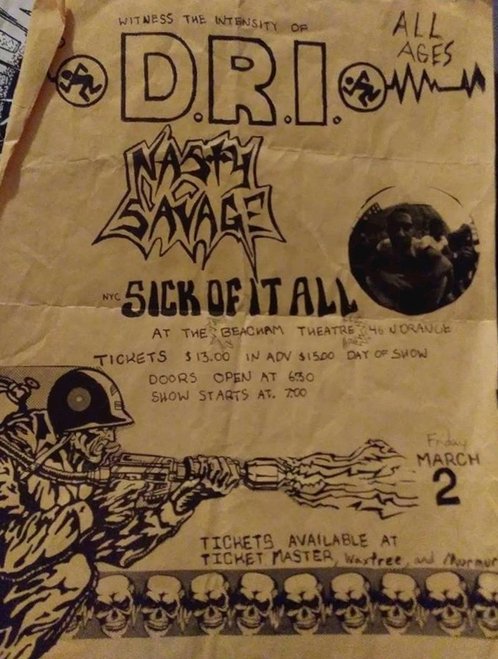 WITNESS THE INTENSITY OF
D.R.I.
ALL
AGES
NASTY
SAVAGE
NYC SICK OF IT ALL
AT THE BEACHAM THEATRE 46 N ORANGE
TICKETS $13.00 IN ADV $15.00 DAY OF SHOW
DOORS OPEN AT 6:30
SHOW STARTS AT. 7:00
Friday
MARCH
2
TICKETS AVAILABLE AT
TICKET MASTER, Waxtree, and Murmur